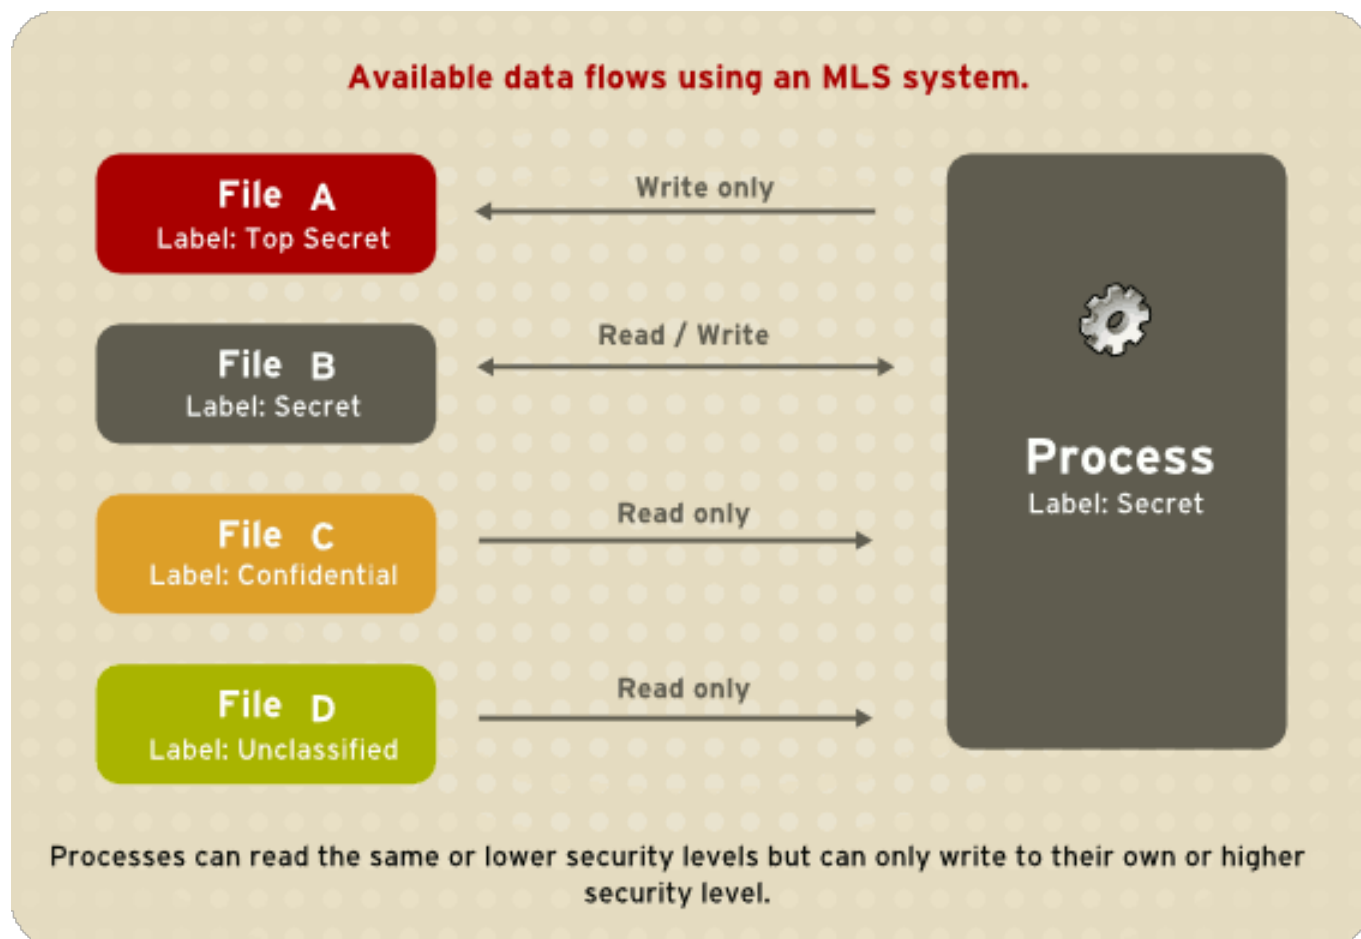 Available data flows using an MLS system.
File A
Label: Top Secret
Write only
File B
Label: Secret
Read / Write
File C
Label: Confidential
Read only
File D
Label: Unclassified
Read only
Process
Label: Secret
Processes can read the same or lower security levels but can only write to their own or higher
security level.